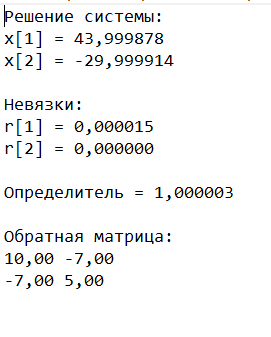 Решение системы:
x[1] = 43,999878
x[2] = -29,999914
Невязки:
r[1] = 0,000015
r[2] = 0,000000
Определитель = 1,000003
Обратная матрица:
10,00 -7,00
-7,00 5,00